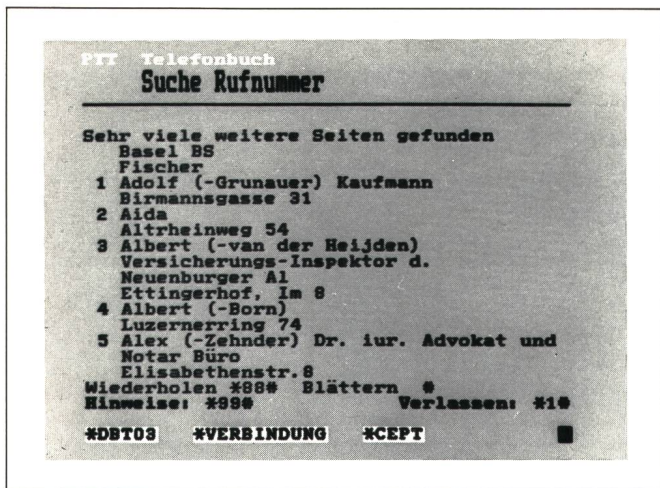 PTT Telefonbuch
Suche Rufnummer
Sehr viele weitere Seiten gefunden
Basel BS
Fischer
1 Adolf (-Grunauer) Kaufmann
Birmannsgasse 31
2 Aida
Altrheinweg 54
3 Albert (-van der Heijden)
Versicherungs-Inspektor d.
Neuenburger Al
Ettingerhof, Im 8
4 Albert (-Born)
Luzernerring 74
5 Alex (-Zehnder) Dr. iur. Advokat und
Notar Büro
Elisabethenstr.8
Wiederholen *88# Blättern #
Hinweise: *99# Verlassen: *1#
*DBT03 *VERBINDUNG *CEPT